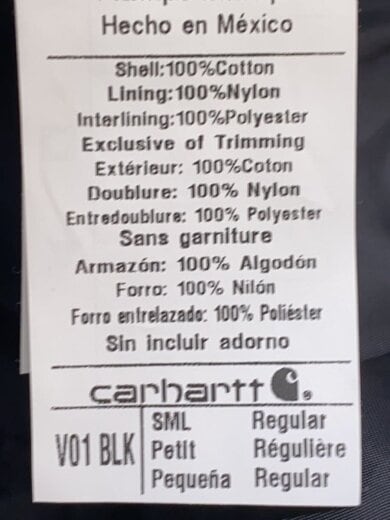 Hecho en México
Shell:100%Cotton
Lining:100%Nylon
Interlining:100%Polyester
Exclusive of Trimming
Extérieur: 100%Coton
Doublure: 100% Nylon
Entredoublure: 100% Polyester
Sans garniture
Armazón: 100% Algodón
Forro: 100% Nilón
Forro entrelazado: 100% Poliéster
Sin incluir adorno
carhartt ®
V01 BLK
SML Regular
Petit Régulière
Pequeña Regular